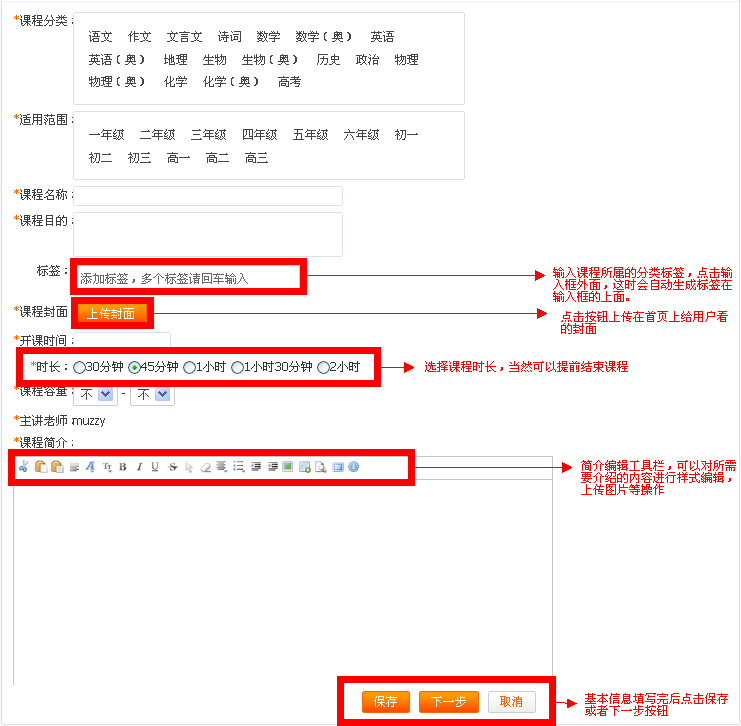 *课程分类：
语文 作文 文言文 诗词 数学 数学（奥） 英语
英语（奥） 地理 生物 生物（奥） 历史 政治 物理
物理（奥） 化学 化学（奥） 高考
*适用范围：
一年级 二年级 三年级 四年级 五年级 六年级 初一
初二 初三 高一 高二 高三
*课程名称：
*课程目的：
标签：
添加标签，多个标签请回车输入
输入课程所属的分类标签，点击输
入框外面，这时会自动生成标签在
输入框的上面。
*课程封面
上传封面
点击按钮上传在首页上给用户看
的封面
*开课时间：
*时长：30分钟 45分钟 1小时 1小时30分钟 2小时
选择课程时长，当然可以提前结束课程
*课程容量：不 - 不
*主讲老师：muzzy
*课程简介：
简介编辑工具栏，可以对所需
要介绍的内容进行样式编辑，
上传图片等操作
保存 下一步 取消
基本信息填写完后点击保存
或者下一步按钮